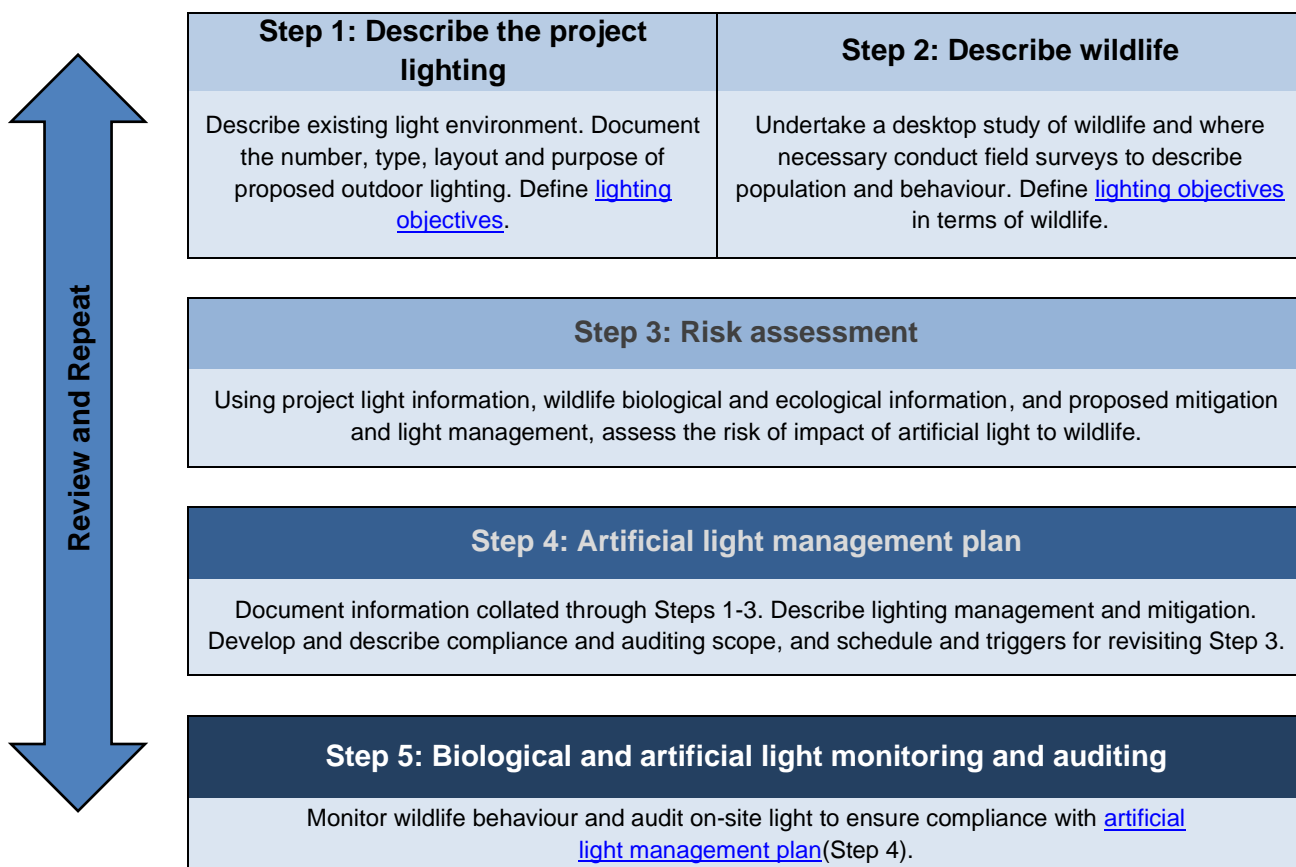 Step 1: Describe the project
lighting
Step 2: Describe wildlife
Describe existing light environment. Document
the number, type, layout and purpose of
proposed outdoor lighting. Define lighting
objectives.
Undertake a desktop study of wildlife and where
necessary conduct field surveys to describe
population and behaviour. Define lighting objectives
in terms of wildlife.
Review and Repeat
Step 3: Risk assessment
Using project light information, wildlife biological and ecological information, and proposed mitigation
and light management, assess the risk of impact of artificial light to wildlife.
Step 4: Artificial light management plan
Document information collated through Steps 1-3. Describe lighting management and mitigation.
Develop and describe compliance and auditing scope, and schedule and triggers for revisiting Step 3.
Step 5: Biological and artificial light monitoring and auditing
Monitor wildlife behaviour and audit on-site light to ensure compliance with artificial
light management plan(Step 4).